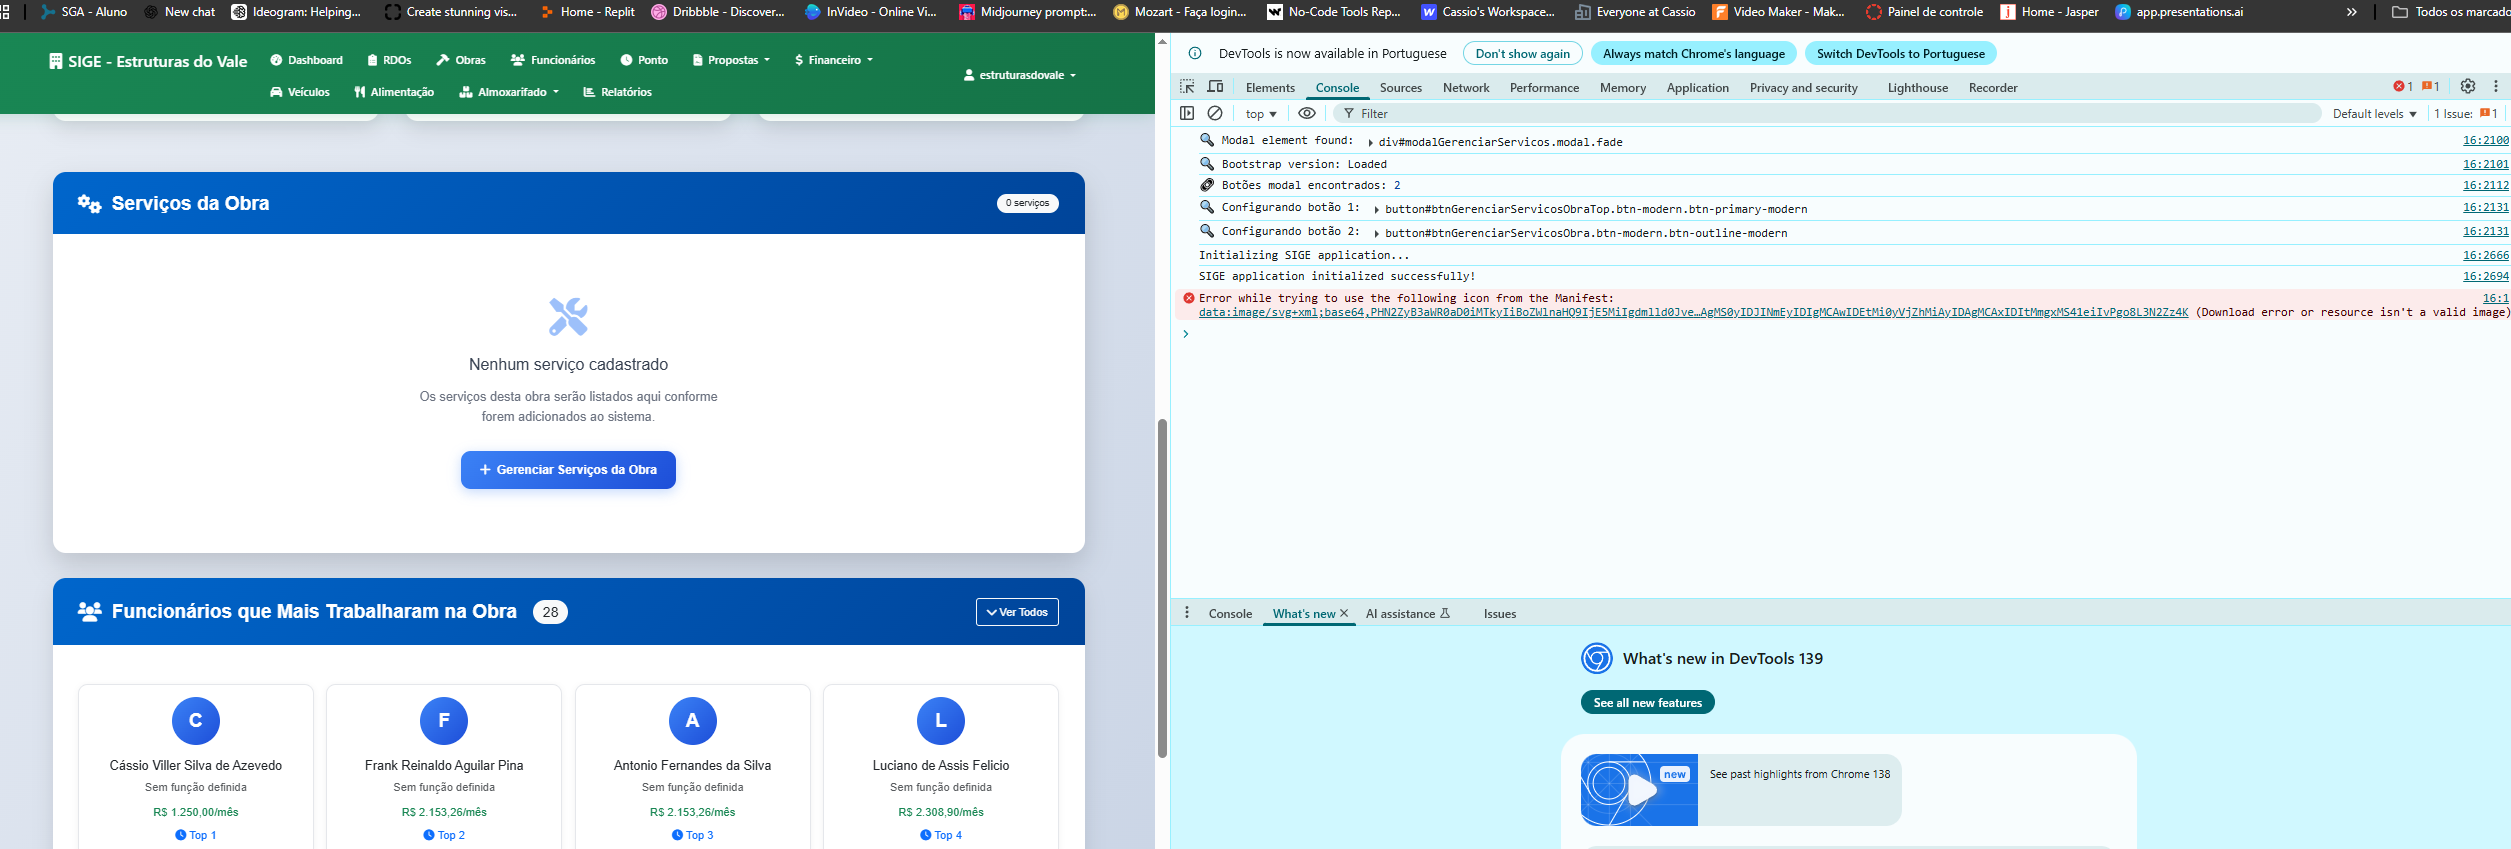 SGA - Aluno
New chat
Ideogram: Helping...
Create stunning vis...
Home - Replit
Dribbble - Discover...
InVideo - Online Vi...
Midjourney prompt:...
Mozart - Faça login...
No-Code Tools Rep...
Cassio's Workspace...
Everyone at Cassio
Video Maker - Mak...
Painel de controle
Home - Jasper
app.presentations.ai
»
Todos os marcado
SIGE - Estruturas do Vale
Dashboard
RDOs
Obras
Funcionários
Ponto
Propostas
Financeiro
estruturasdovale
Veículos
Alimentação
Almoxarifado
Relatórios
Serviços da Obra
0 serviços
Nenhum serviço cadastrado
Os serviços desta obra serão listados aqui conforme
forem adicionados ao sistema.
+ Gerenciar Serviços da Obra
Funcionários que Mais Trabalharam na Obra 28
Ver Todos
C
Cássio Viller Silva de Azevedo
Sem função definida
R$ 1.250,00/mês
Top 1
F
Frank Reinaldo Aguilar Pina
Sem função definida
R$ 2.153,26/mês
Top 2
A
Antonio Fernandes da Silva
Sem função definida
R$ 2.153,26/mês
Top 3
L
Luciano de Assis Felicio
Sem função definida
R$ 2.308,90/mês
Top 4
DevTools is now available in Portuguese
Don't show again
Always match Chrome's language
Switch DevTools to Portuguese
Elements
Console
Sources
Network
Performance
Memory
Application
Privacy and security
Lighthouse
Recorder
1
1
top
Filter
Default levels
1 Issue: 1
Modal element found: div#modalGerenciarServicos.modal.fade 16:2100
Bootstrap version: Loaded 16:2101
Botões modal encontrados: 2 16:2112
Configurando botão 1: button#btnGerenciarServicosObraTop.btn-modern.btn-primary-modern 16:2131
Configurando botão 2: button#btnGerenciarServicosObra.btn-modern.btn-outline-modern 16:2131
Initializing SIGE application... 16:2666
SIGE application initialized successfully! 16:2694
Error while trying to use the following icon from the Manifest: 16:1
data:image/svg+xml;base64,PHN2ZyB3aWR0aD0iMTkyIiBoZWlnaHQ9IjE5MiIgdmlld0Jve…AgMS0yIDJINmEyIDIgMCAwIDEtMi0yVjZhMiAyIDAgMCAxIDItMmgxMS41eiIvPgo8L3N2Zz4K (Download error or resource isn't a valid image)
Console
What's new
AI assistance
Issues
What's new in DevTools 139
See all new features
new
See past highlights from Chrome 138